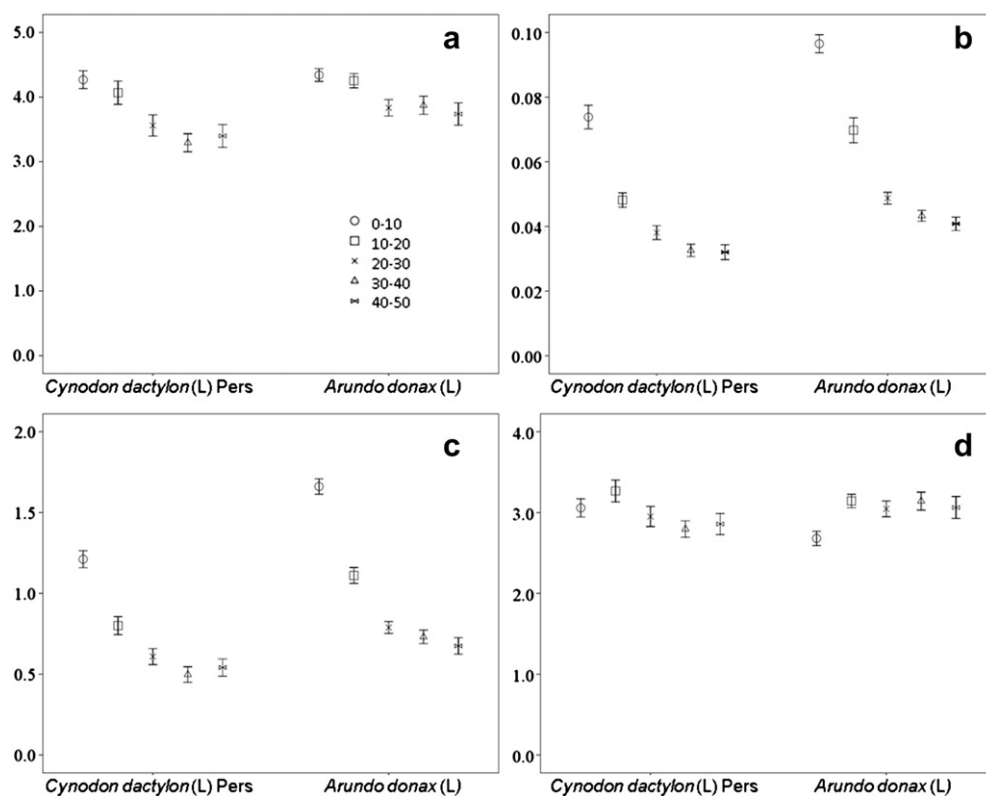 a
5.0
4.0
3.0
2.0
1.0
0.0
0-10
10-20
20-30
30-40
40-50
Cynodon dactylon (L) Pers
Arundo donax (L)
b
0.10
0.08
0.06
0.04
0.02
0.00
Cynodon dactylon (L) Pers
Arundo donax (L)
c
2.0
1.5
1.0
0.5
0.0
Cynodon dactylon (L) Pers
Arundo donax (L)
d
4.0
3.0
2.0
1.0
0.0
Cynodon dactylon (L) Pers
Arundo donax (L)